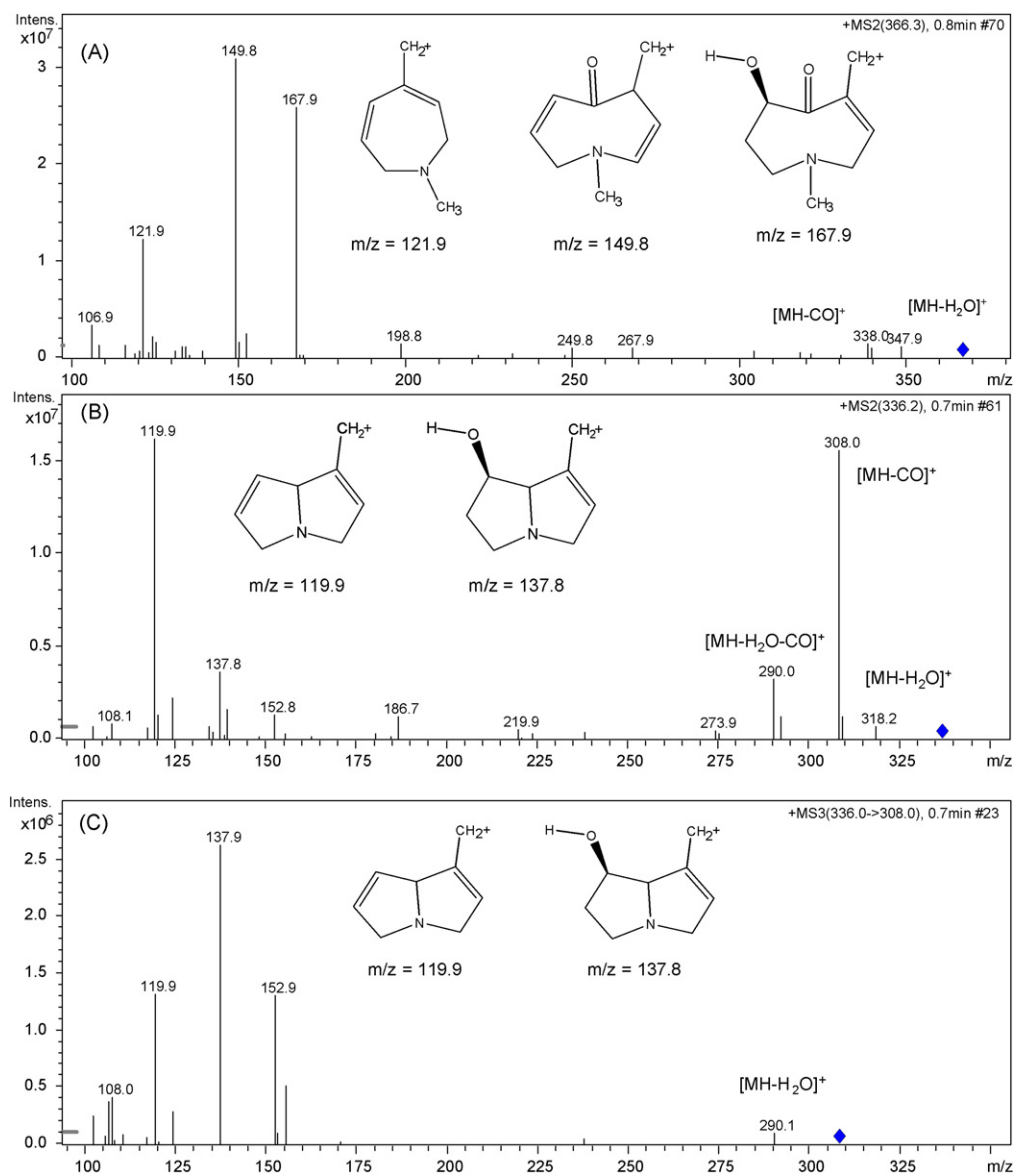 Intens.
x10⁷
(A)
+MS2(366.3), 0.8min #70
3
2
1
0
149.8
167.9
121.9
106.9
198.8
249.8
267.9
338.0
347.9
[MH-CO]⁺
[MH-H₂O]⁺
CH₂+
N
CH₃
m/z = 121.9
O
CH₂+
N
CH₃
m/z = 149.8
H
O
O
CH₂+
N
CH₃
m/z = 167.9
100 150 200 250 300 350 m/z
Intens.
x10⁷
(B)
+MS2(336.2), 0.7min #61
1.5
1.0
0.5
0.0
119.9
308.0
[MH-CO]⁺
137.8
108.1
152.8
186.7
219.9
273.9
[MH-H₂O-CO]⁺
290.0
[MH-H₂O]⁺
318.2
CH₂+
N
m/z = 119.9
H
O
CH₂+
N
m/z = 137.8
100 125 150 175 200 225 250 275 300 325 m/z
Intens.
x10⁶
(C)
+MS3(336.0->308.0), 0.7min #23
2.5
2.0
1.5
1.0
0.5
0.0
137.9
119.9
152.9
108.0
[MH-H₂O]⁺
290.1
CH₂+
N
m/z = 119.9
H
O
CH₂+
N
m/z = 137.8
100 125 150 175 200 225 250 275 300 325 m/z